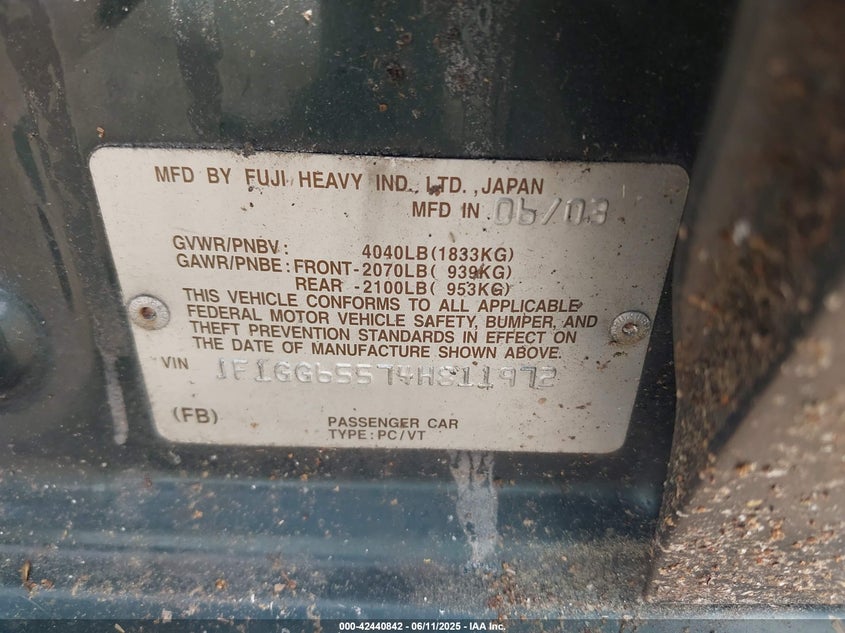 MFD BY FUJI HEAVY IND., LTD., JAPAN
MFD IN 06/03
GVWR/PNBV : 4040LB(1833KG)
GAWR/PNBE : FRONT-2070LB( 939KG)
REAR -2100LB( 953KG)
THIS VEHICLE CONFORMS TO ALL APPLICABLE
FEDERAL MOTOR VEHICLE SAFETY, BUMPER, AND
THEFT PREVENTION STANDARDS IN EFFECT ON
THE DATE OF MANUFACTURE SHOWN ABOVE.
VIN JF1GG65574H811972
(FB) PASSENGER CAR
TYPE : PC/VT
000-42440842 - 06/11/2025 - IAA Inc.